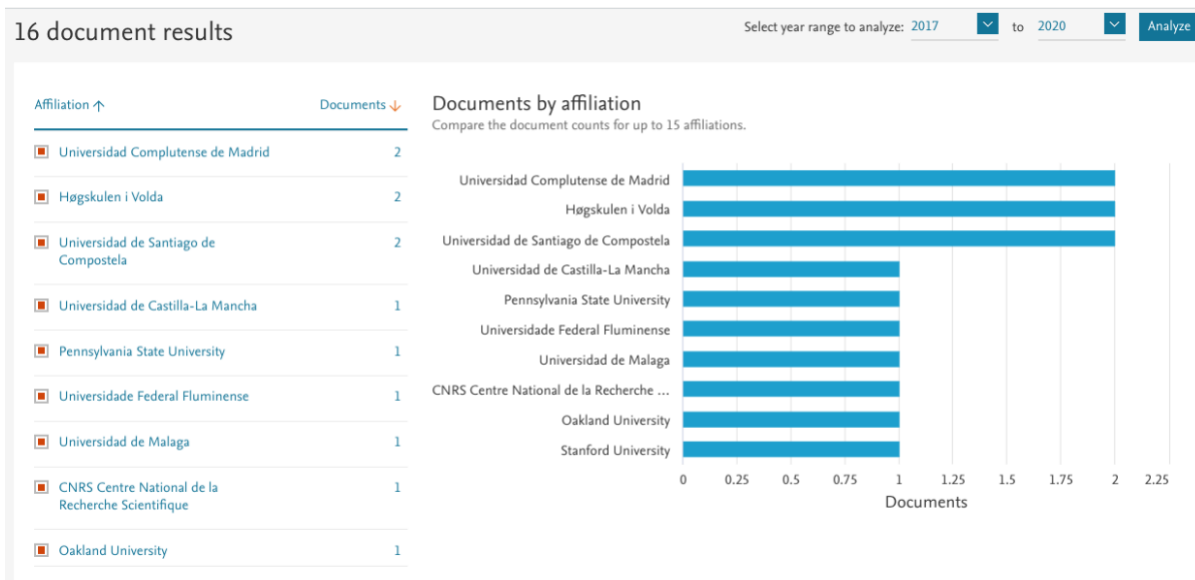 16 document results
Select year range to analyze: 2017 to 2020 Analyze
Affiliation ↑ Documents ↓
Universidad Complutense de Madrid 2
Høgskulen i Volda 2
Universidad de Santiago de
Compostela 2
Universidad de Castilla-La Mancha 1
Pennsylvania State University 1
Universidade Federal Fluminense 1
Universidad de Malaga 1
CNRS Centre National de la
Recherche Scientifique 1
Oakland University 1
Documents by affiliation
Compare the document counts for up to 15 affiliations.
Universidad Complutense de Madrid
Høgskulen i Volda
Universidad de Santiago de Compostela
Universidad de Castilla-La Mancha
Pennsylvania State University
Universidade Federal Fluminense
Universidad de Malaga
CNRS Centre National de la Recherche ...
Oakland University
Stanford University
0 0.25 0.5 0.75 1 1.25 1.5 1.75 2 2.25
Documents